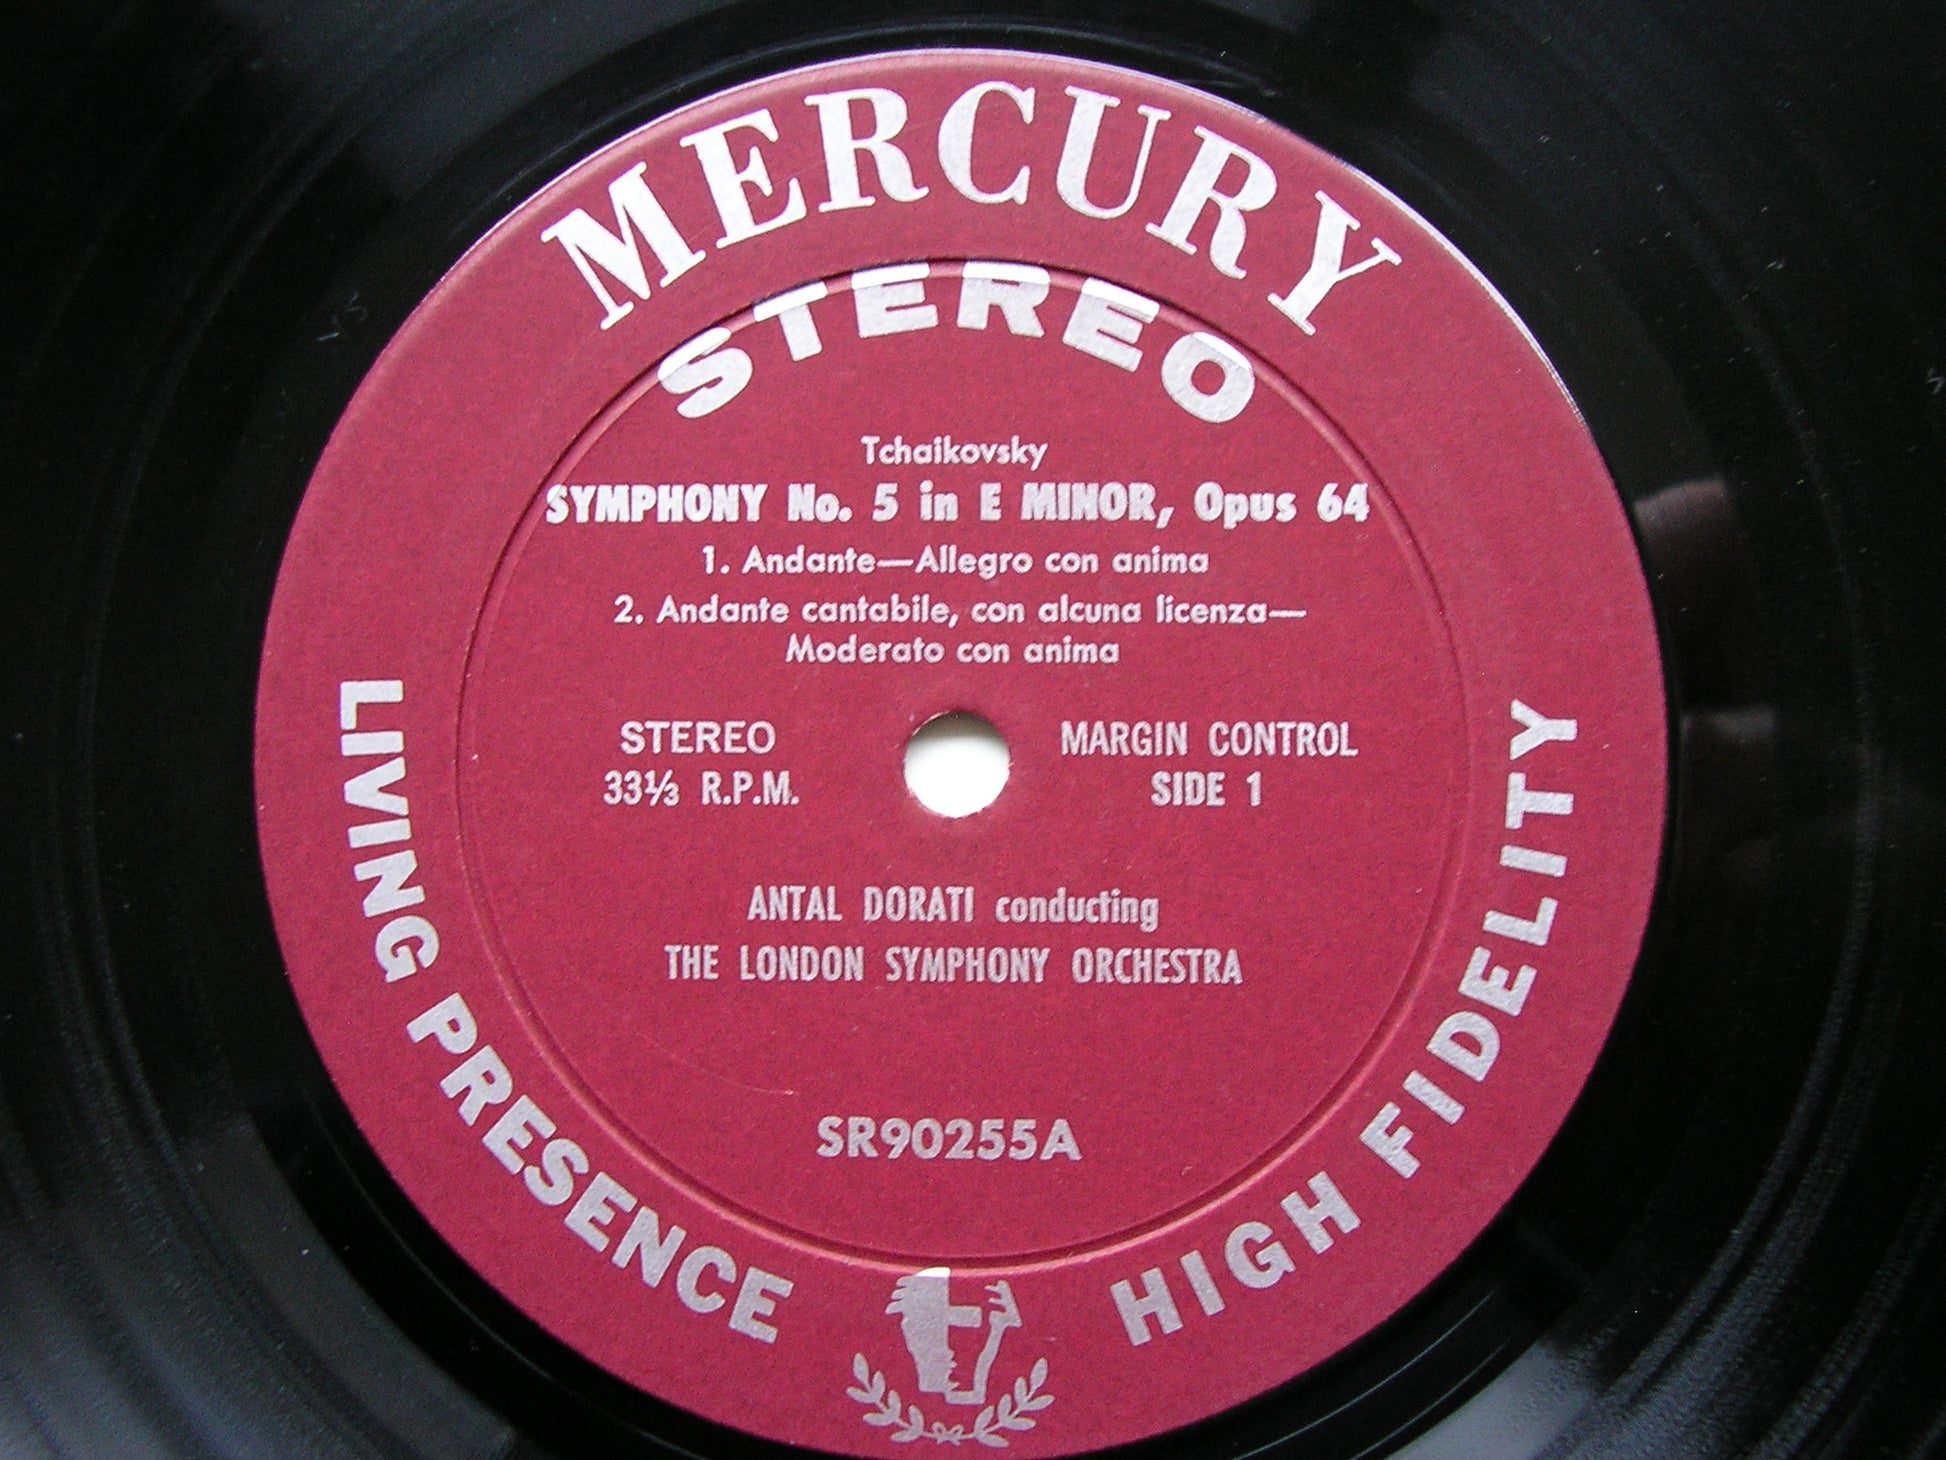 MERCURY
STEREO
Tchaikovsky
SYMPHONY No. 5 in E MINOR, Opus 64
1. Andante—Allegro con anima
2. Andante cantabile, con alcuna licenza—
Moderato con anima
STEREO
33⅓ R.P.M.
MARGIN CONTROL
SIDE 1
ANTAL DORATI conducting
THE LONDON SYMPHONY ORCHESTRA
SR90255A
LIVING PRESENCE
HIGH FIDELITY